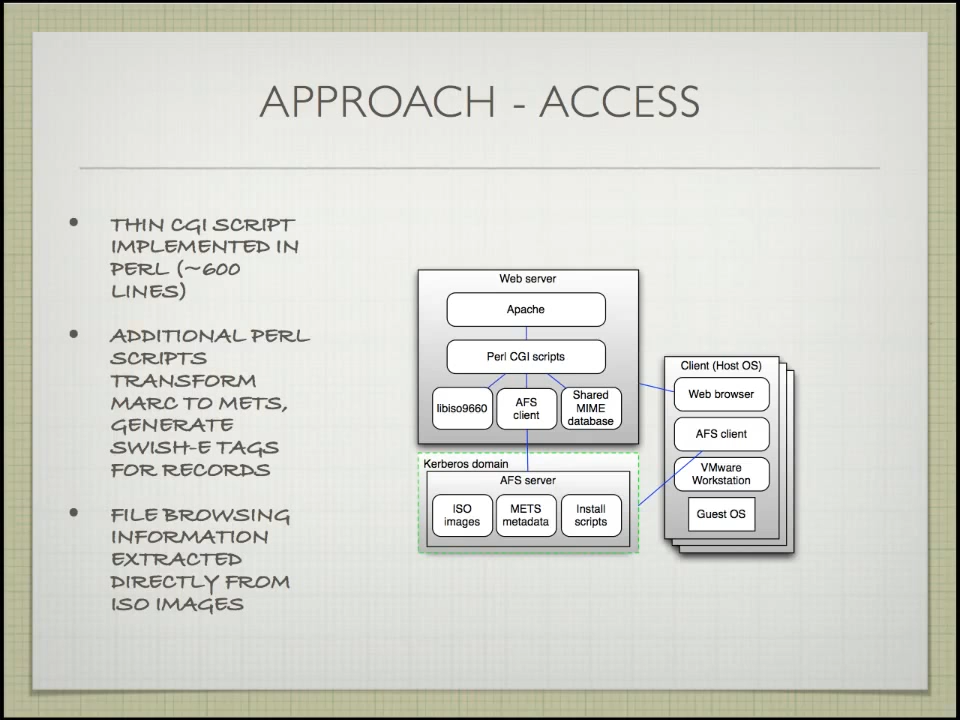 APPROACH - ACCESS
• THIN CGI SCRIPT
IMPLEMENTED IN
PERL (~600
LINES)
• ADDITIONAL PERL
SCRIPTS
TRANSFORM
MARC TO METS,
GENERATE
SWISH-E TAGS
FOR RECORDS
• FILE BROWSING
INFORMATION
EXTRACTED
DIRECTLY FROM
ISO IMAGES
Web server
Apache
Perl CGI scripts
libiso9660
AFS
client
Shared
MIME
database
Kerberos domain
AFS server
ISO
images
METS
metadata
Install
scripts
Client (Host OS)
Web browser
AFS client
VMware
Workstation
Guest OS